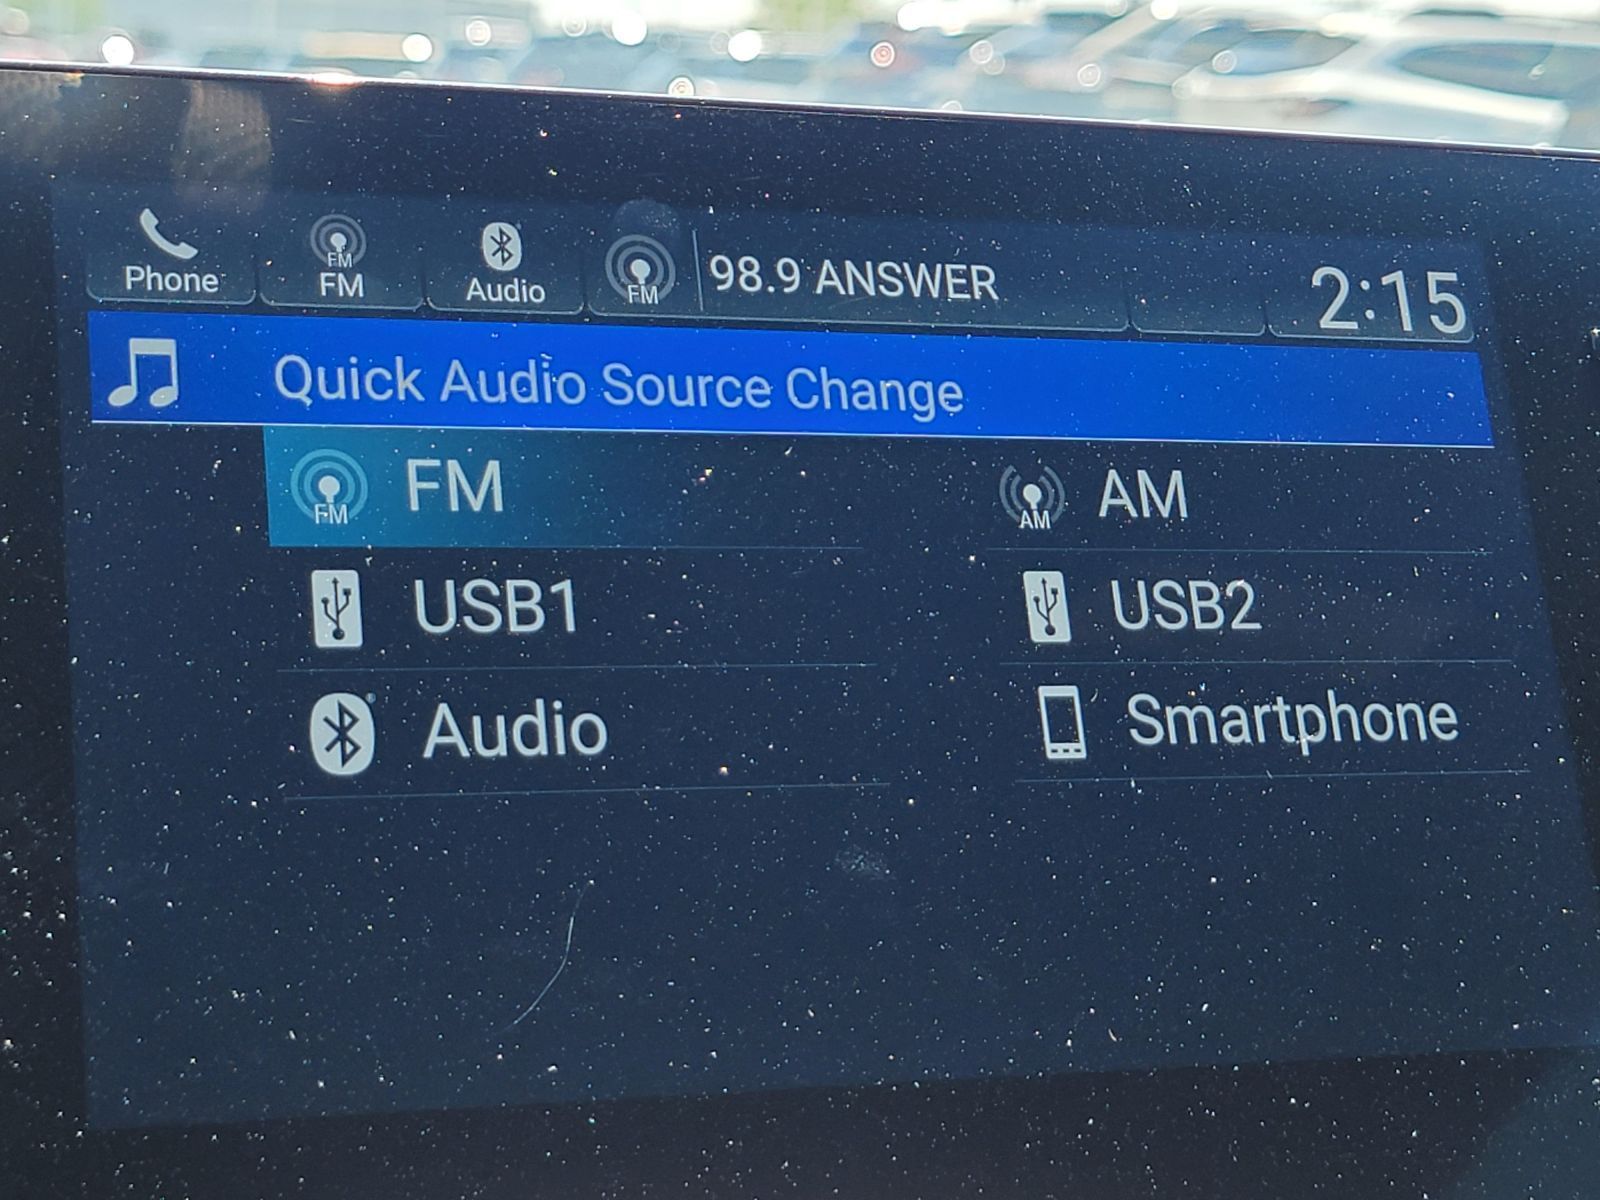 Phone
FM
FM
Audio
FM
98.9 ANSWER
2:15
Quick Audio Source Change
FM
FM
AM
AM
USB1
USB2
Audio
Smartphone